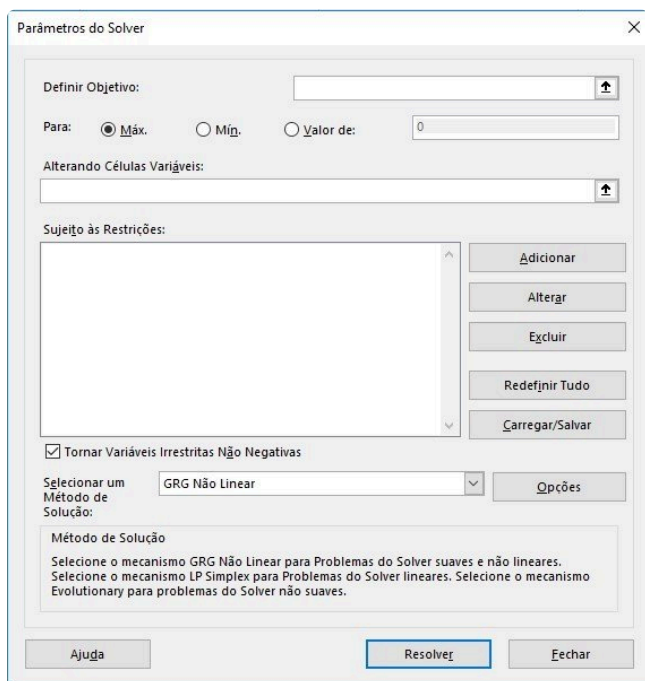 Parâmetros do Solver
Definir Objetivo:
Para: Máx. Mín. Valor de: 0
Alterando Células Variáveis:
Sujeito às Restrições:
Adicionar
Alterar
Excluir
Redefinir Tudo
Carregar/Salvar
Tornar Variáveis Irrestritas Não Negativas
Selecionar um
Método de
Solução:
GRG Não Linear
Opções
Método de Solução
Selecione o mecanismo GRG Não Linear para Problemas do Solver suaves e não lineares.
Selecione o mecanismo LP Simplex para Problemas do Solver lineares. Selecione o mecanismo
Evolutionary para problemas do Solver não suaves.
Ajuda Resolver Fechar